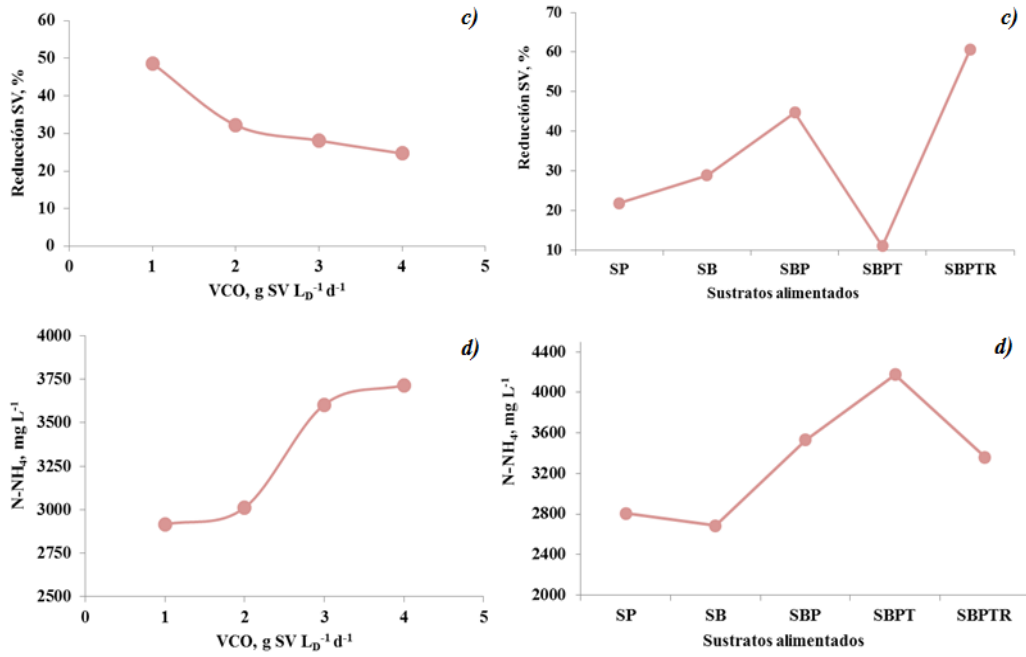 c)
Reducción SV, %
60
50
40
30
20
10
0
0 1 2 3 4 5
VCO, g SV L_D^-1 d^-1
c)
Reducción SV, %
70
60
50
40
30
20
10
SP SB SBP SBPT SBPTR
Sustratos alimentados
d)
N-NH₄, mg L^-1
4000
3750
3500
3250
3000
2750
2500
0 1 2 3 4 5
VCO, g SV L_D^-1 d^-1
d)
N-NH₄, mg L^-1
4400
4000
3600
3200
2800
2400
2000
SP SB SBP SBPT SBPTR
Sustratos alimentados